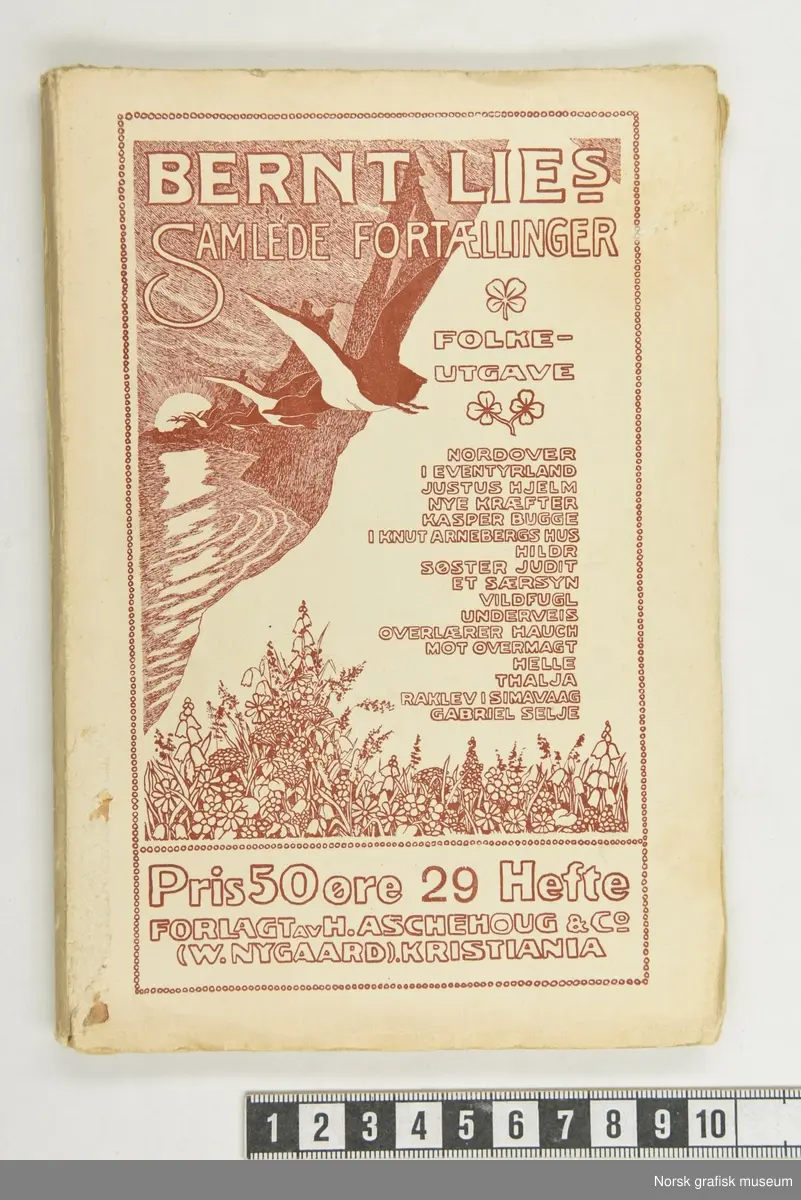 BERNT LIES
SAMLEDE FORTÆLLINGER
FOLKE-
UTGAVE
NORDOVER
I EVENTYRLAND
JUSTUS HJELM
NYE KRÆFTER
KASPER BUGGE
I KNUT ARNEBERGS HUS
HILDR
SØSTER JUDIT
ET SÆRSYN
VILDFUGL
UNDERVEIS
OVERLÆRER HAUCH
MOT OVERMAGT
HELLE
THALJA
RAKLEV I SIMAVAAG
GABRIEL SELJE
Pris 50 øre 29 Hefte
FORLAGT AV H. ASCHEHOUG & Co
(W. NYGAARD). KRISTIANIA
1 2 3 4 5 6 7 8 9 10
Norsk grafisk museum